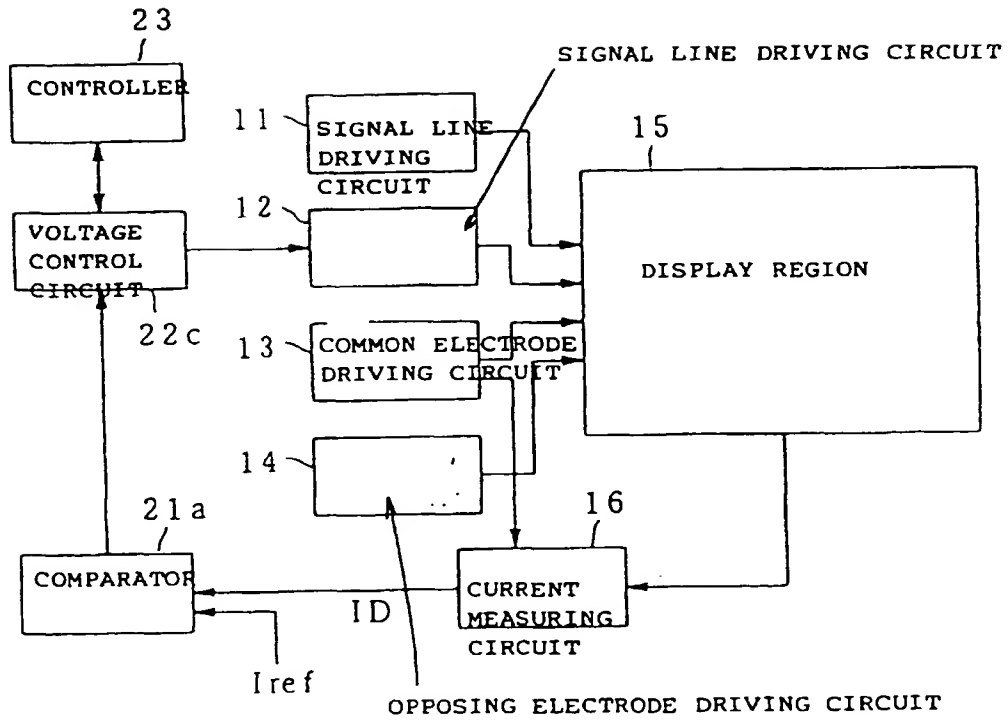 23
SIGNAL LINE DRIVING CIRCUIT
CONTROLLER
11
SIGNAL LINE
DRIVING
CIRCUIT
15
12
VOLTAGE
CONTROL
CIRCUIT
DISPLAY REGION
22c
13
COMMON ELECTRODE
DRIVING CIRCUIT
14
21a
16
COMPARATOR
CURRENT
MEASURING
CIRCUIT
ID
Iref
OPPOSING ELECTRODE DRIVING CIRCUIT